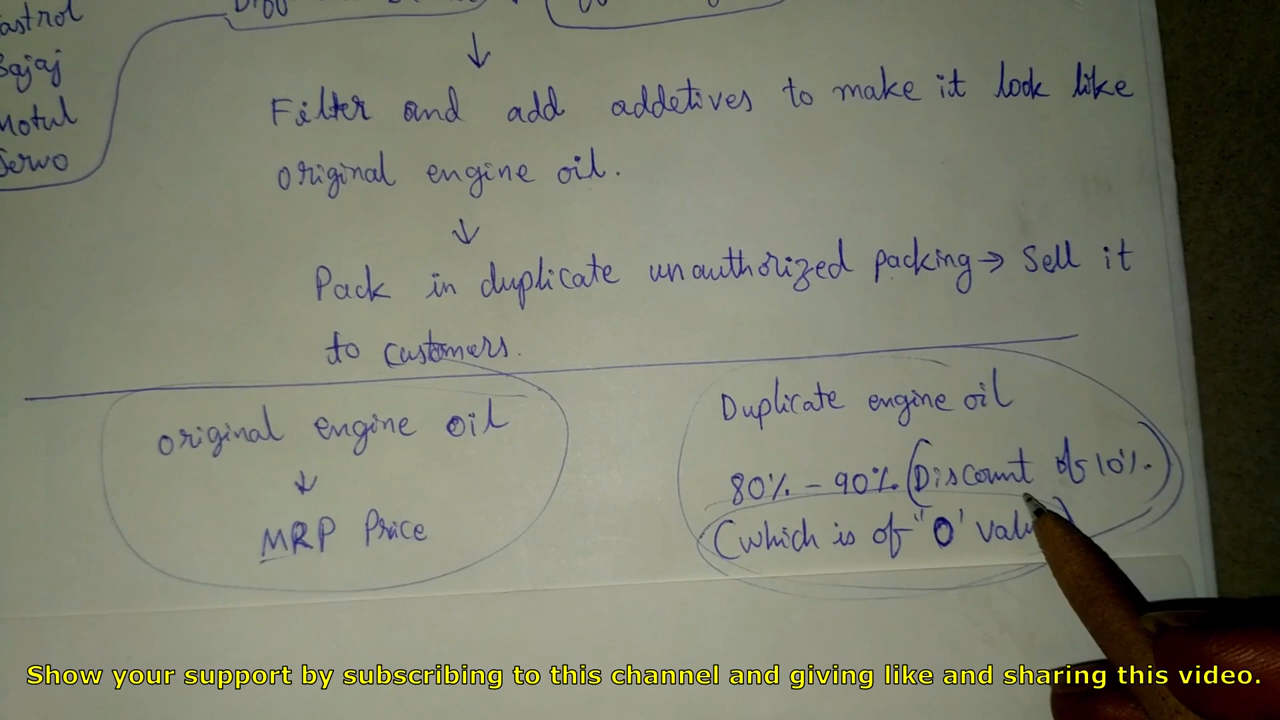 Filter and add addetives to make it look like
original engine oil.
↓
Pack in duplicate unauthorized packing → Sell it
to customers.
original engine oil
↓
MRP Price
Duplicate engine oil
80% - 90% (Discount of 10%.)
(which is of "0"
Bajaj
Motul
Servo
Show your support by subscribing to this channel and giving like and sharing this video.